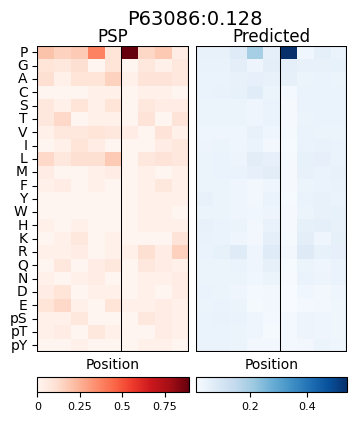 P63086:0.128
PSP Predicted
P
G
A
C
S
T
V
I
L
M
F
Y
W
H
K
R
Q
N
D
E
pS
pT
pY
Position Position
0 0.25 0.5 0.75 0.2 0.4